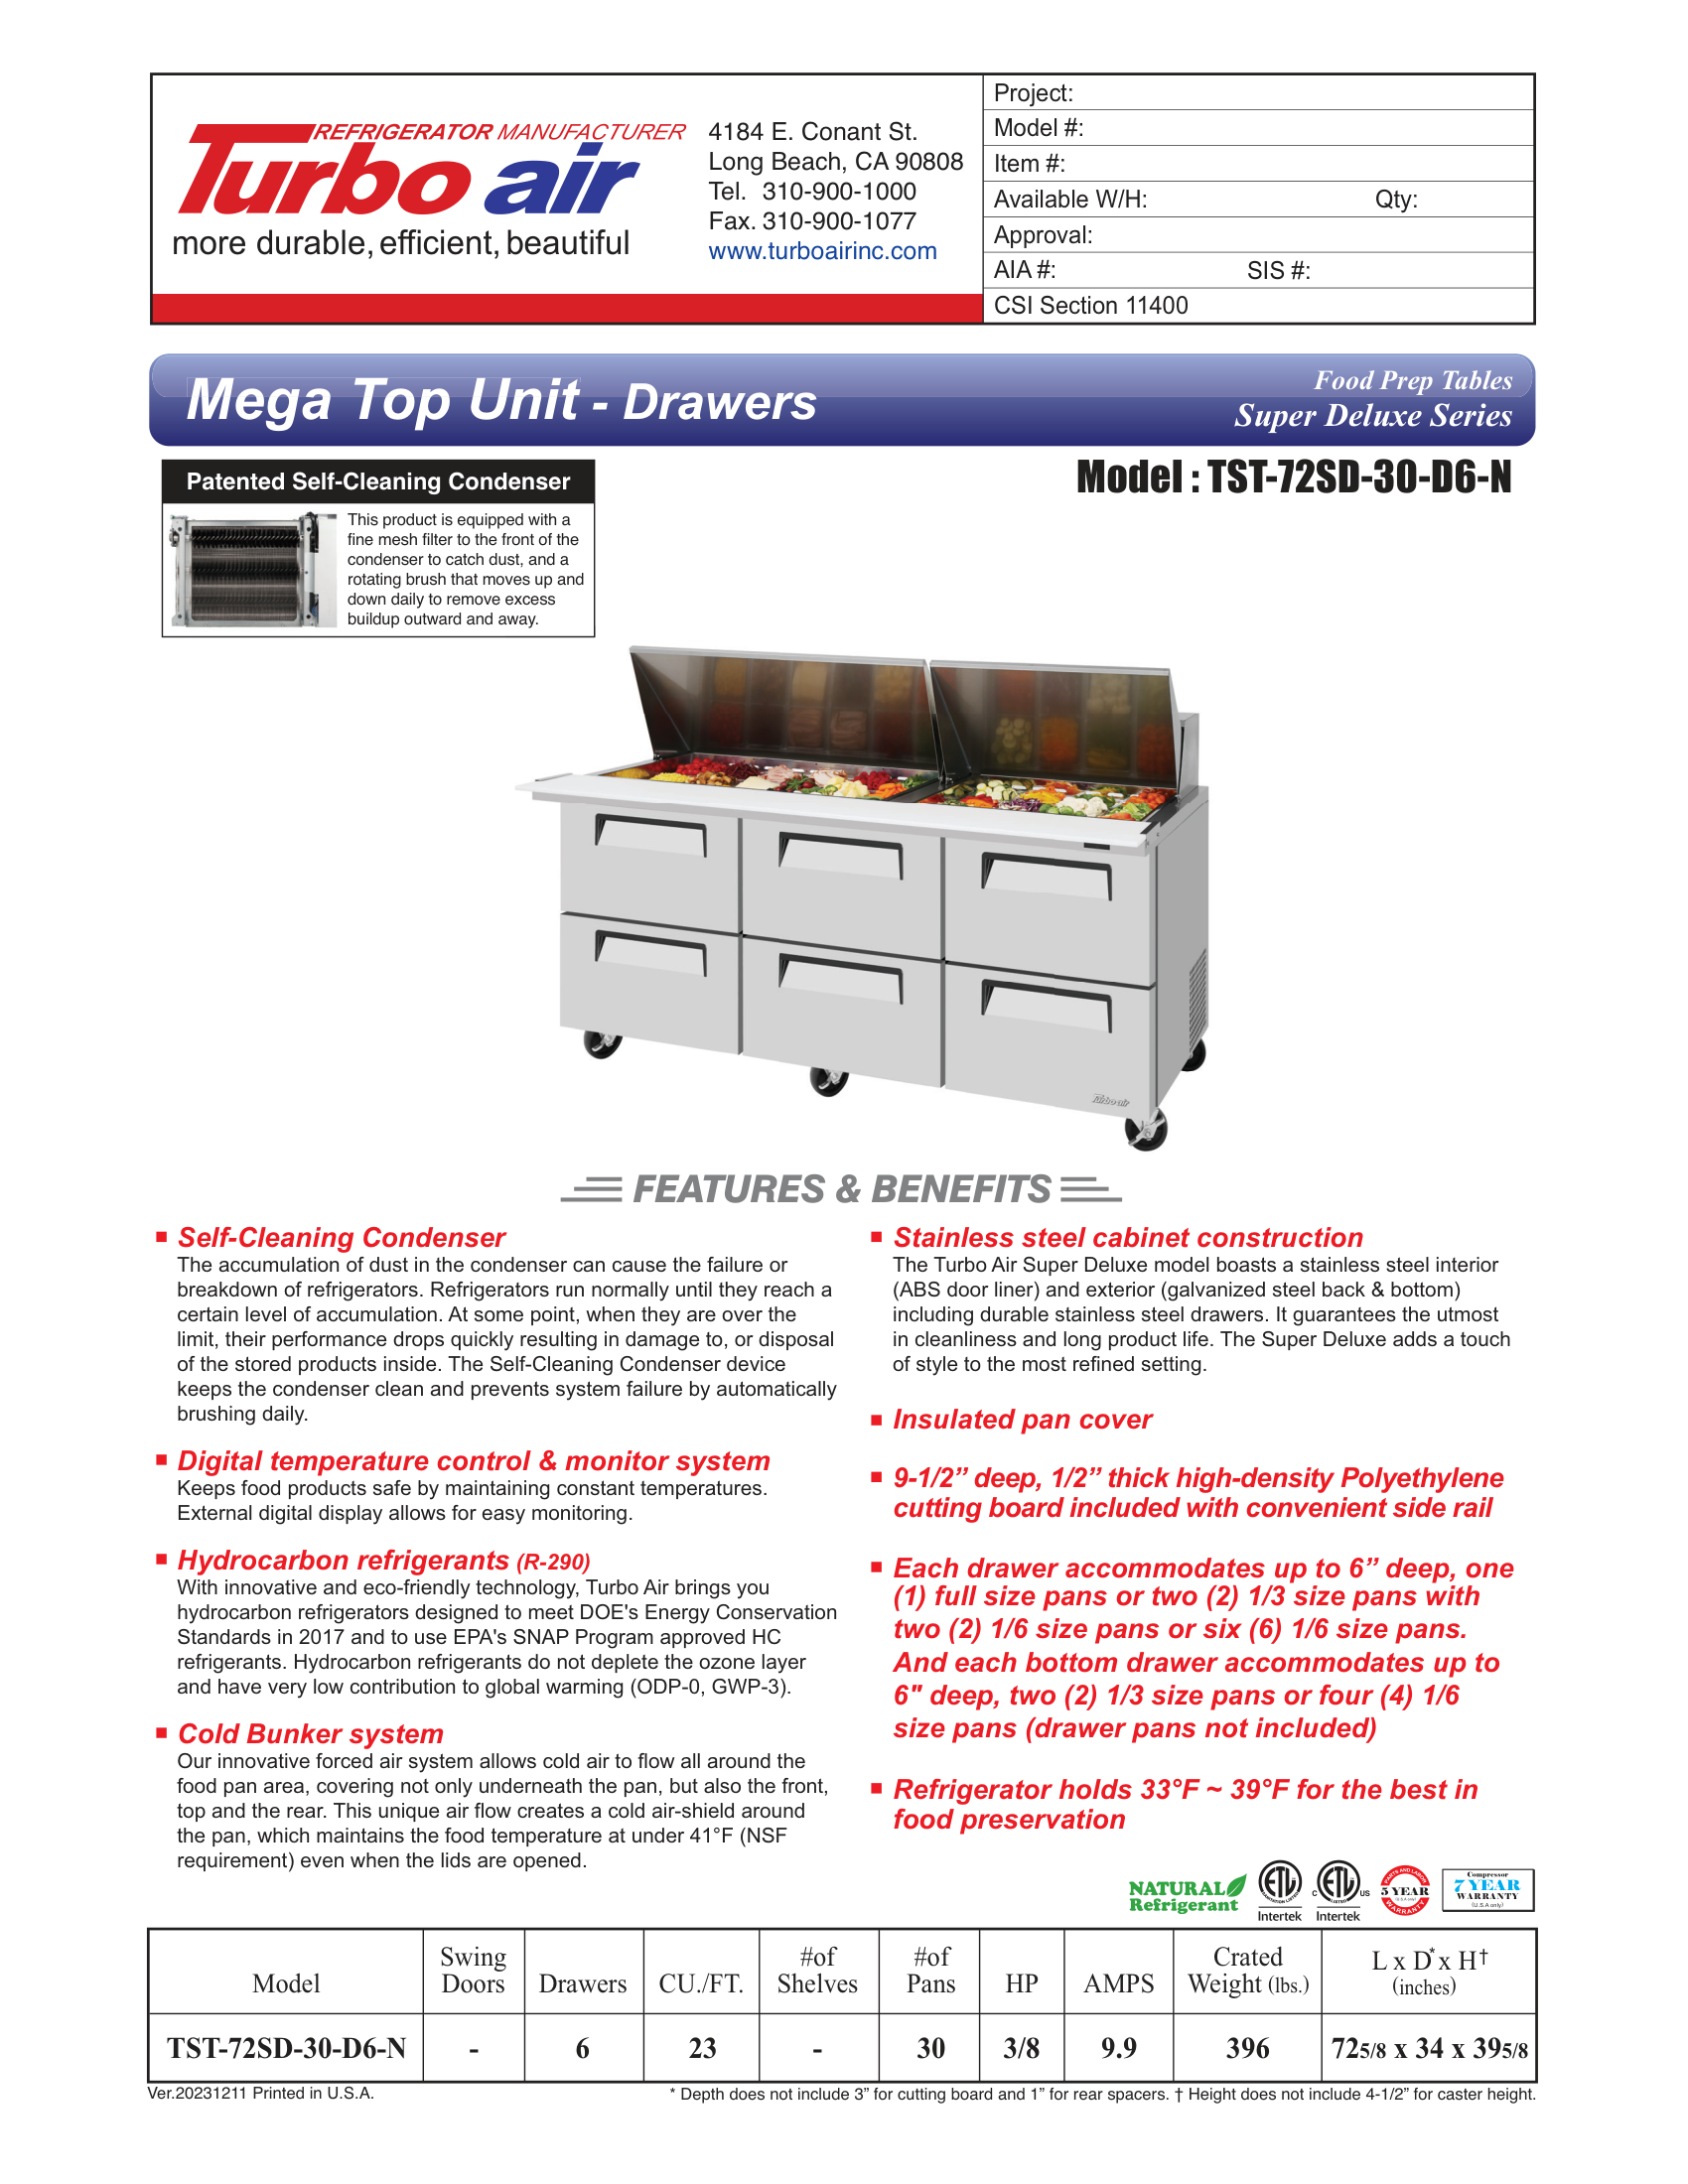 REFRIGERATOR MANUFACTURER
Turbo air
more durable, efficient, beautiful
4184 E. Conant St.
Long Beach, CA 90808
Tel. 310-900-1000
Fax. 310-900-1077
www.turboairinc.com
Project:
Model #:
Item #:
Available W/H: Qty:
Approval:
AIA #: SIS #:
CSI Section 11400
Mega Top Unit - Drawers
Food Prep Tables
Super Deluxe Series
Model : TST-72SD-30-D6-N
Patented Self-Cleaning Condenser
This product is equipped with a
fine mesh filter to the front of the
condenser to catch dust, and a
rotating brush that moves up and
down daily to remove excess
buildup outward and away.
Turbo air
FEATURES & BENEFITS
Self-Cleaning Condenser
The accumulation of dust in the condenser can cause the failure or
breakdown of refrigerators. Refrigerators run normally until they reach a
certain level of accumulation. At some point, when they are over the
limit, their performance drops quickly resulting in damage to, or disposal
of the stored products inside. The Self-Cleaning Condenser device
keeps the condenser clean and prevents system failure by automatically
brushing daily.
Digital temperature control & monitor system
Keeps food products safe by maintaining constant temperatures.
External digital display allows for easy monitoring.
Hydrocarbon refrigerants (R-290)
With innovative and eco-friendly technology, Turbo Air brings you
hydrocarbon refrigerators designed to meet DOE's Energy Conservation
Standards in 2017 and to use EPA's SNAP Program approved HC
refrigerants. Hydrocarbon refrigerants do not deplete the ozone layer
and have very low contribution to global warming (ODP-0, GWP-3).
Cold Bunker system
Our innovative forced air system allows cold air to flow all around the
food pan area, covering not only underneath the pan, but also the front,
top and the rear. This unique air flow creates a cold air-shield around
the pan, which maintains the food temperature at under 41°F (NSF
requirement) even when the lids are opened.
Stainless steel cabinet construction
The Turbo Air Super Deluxe model boasts a stainless steel interior
(ABS door liner) and exterior (galvanized steel back & bottom)
including durable stainless steel drawers. It guarantees the utmost
in cleanliness and long product life. The Super Deluxe adds a touch
of style to the most refined setting.
Insulated pan cover
9-1/2” deep, 1/2” thick high-density Polyethylene
cutting board included with convenient side rail
Each drawer accommodates up to 6” deep, one
(1) full size pans or two (2) 1/3 size pans with
two (2) 1/6 size pans or six (6) 1/6 size pans.
And each bottom drawer accommodates up to
6" deep, two (2) 1/3 size pans or four (4) 1/6
size pans (drawer pans not included)
Refrigerator holds 33°F ~ 39°F for the best in
food preservation
NATURAL
Refrigerant
ETL
SANITATION LISTED
Intertek
C ETL US
LISTED
Intertek
PARTS AND LABOR
5 YEAR
(U.S.A only)
WARRANTY
Compressor
7 YEAR
WARRANTY
(U.S.A only)
Model Swing Doors Drawers CU./FT. #of Shelves #of Pans HP AMPS Crated Weight (lbs.) L x D* x H† (inches)
TST-72SD-30-D6-N - 6 23 - 30 3/8 9.9 396 725/8 x 34 x 395/8
Ver.20231211 Printed in U.S.A.
* Depth does not include 3” for cutting board and 1” for rear spacers. † Height does not include 4-1/2” for caster height.